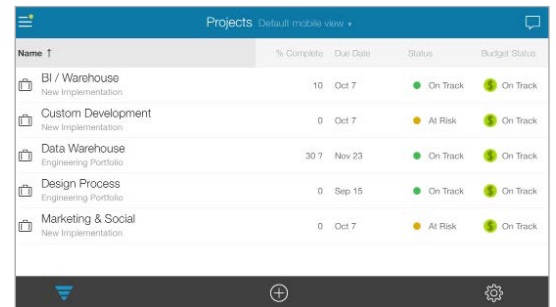 Projects Default mobile view
Name ↑ % Complete Due Date Status Budget Status
BI / Warehouse
New Implementation
10 Oct 7 On Track $ On Track
Custom Development
New Implementation
0 Oct 7 At Risk $ On Track
Data Warehouse
Engineering Portfolio
30 ? Nov 23 On Track $ On Track
Design Process
Engineering Portfolio
0 Sep 15 On Track $ On Track
Marketing & Social
New Implementation
0 Oct 7 At Risk $ On Track